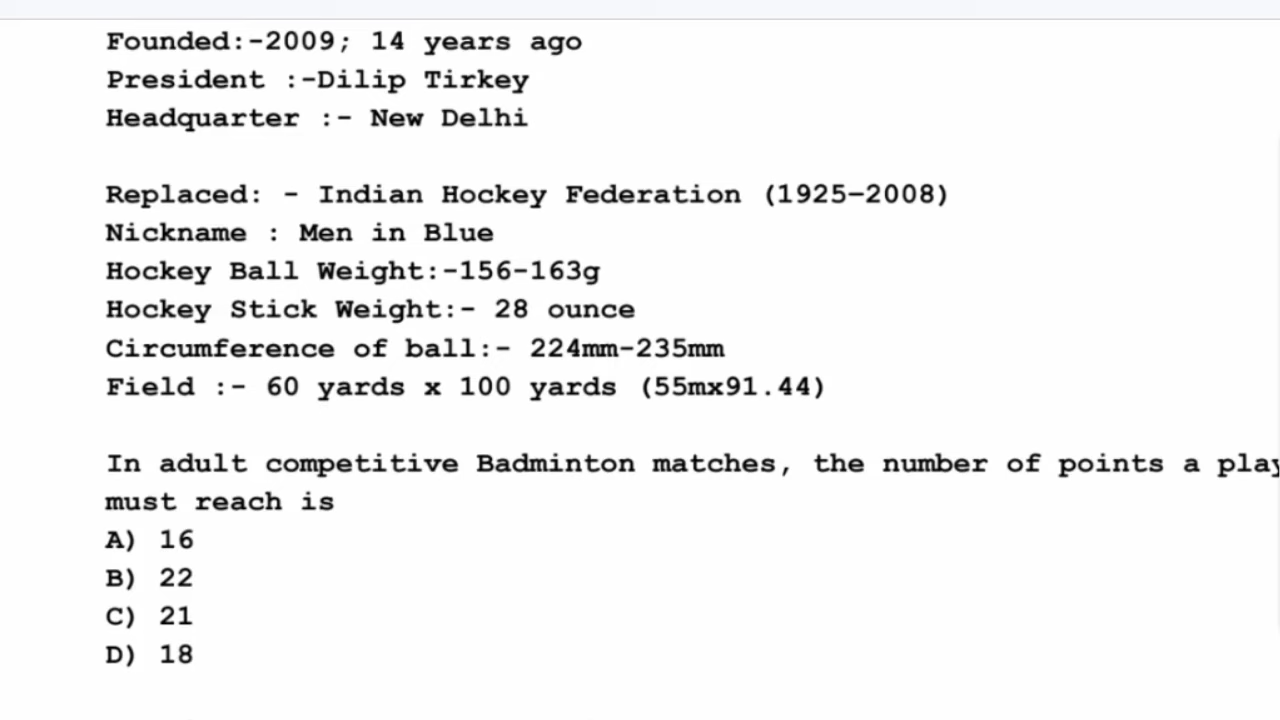 Founded:-2009; 14 years ago
President :-Dilip Tirkey
Headquarter :- New Delhi
Replaced: - Indian Hockey Federation (1925–2008)
Nickname : Men in Blue
Hockey Ball Weight:-156-163g
Hockey Stick Weight:- 28 ounce
Circumference of ball:- 224mm-235mm
Field :- 60 yards x 100 yards (55mx91.44)
In adult competitive Badminton matches, the number of points a
must reach is
A) 16
B) 22
C) 21
D) 18